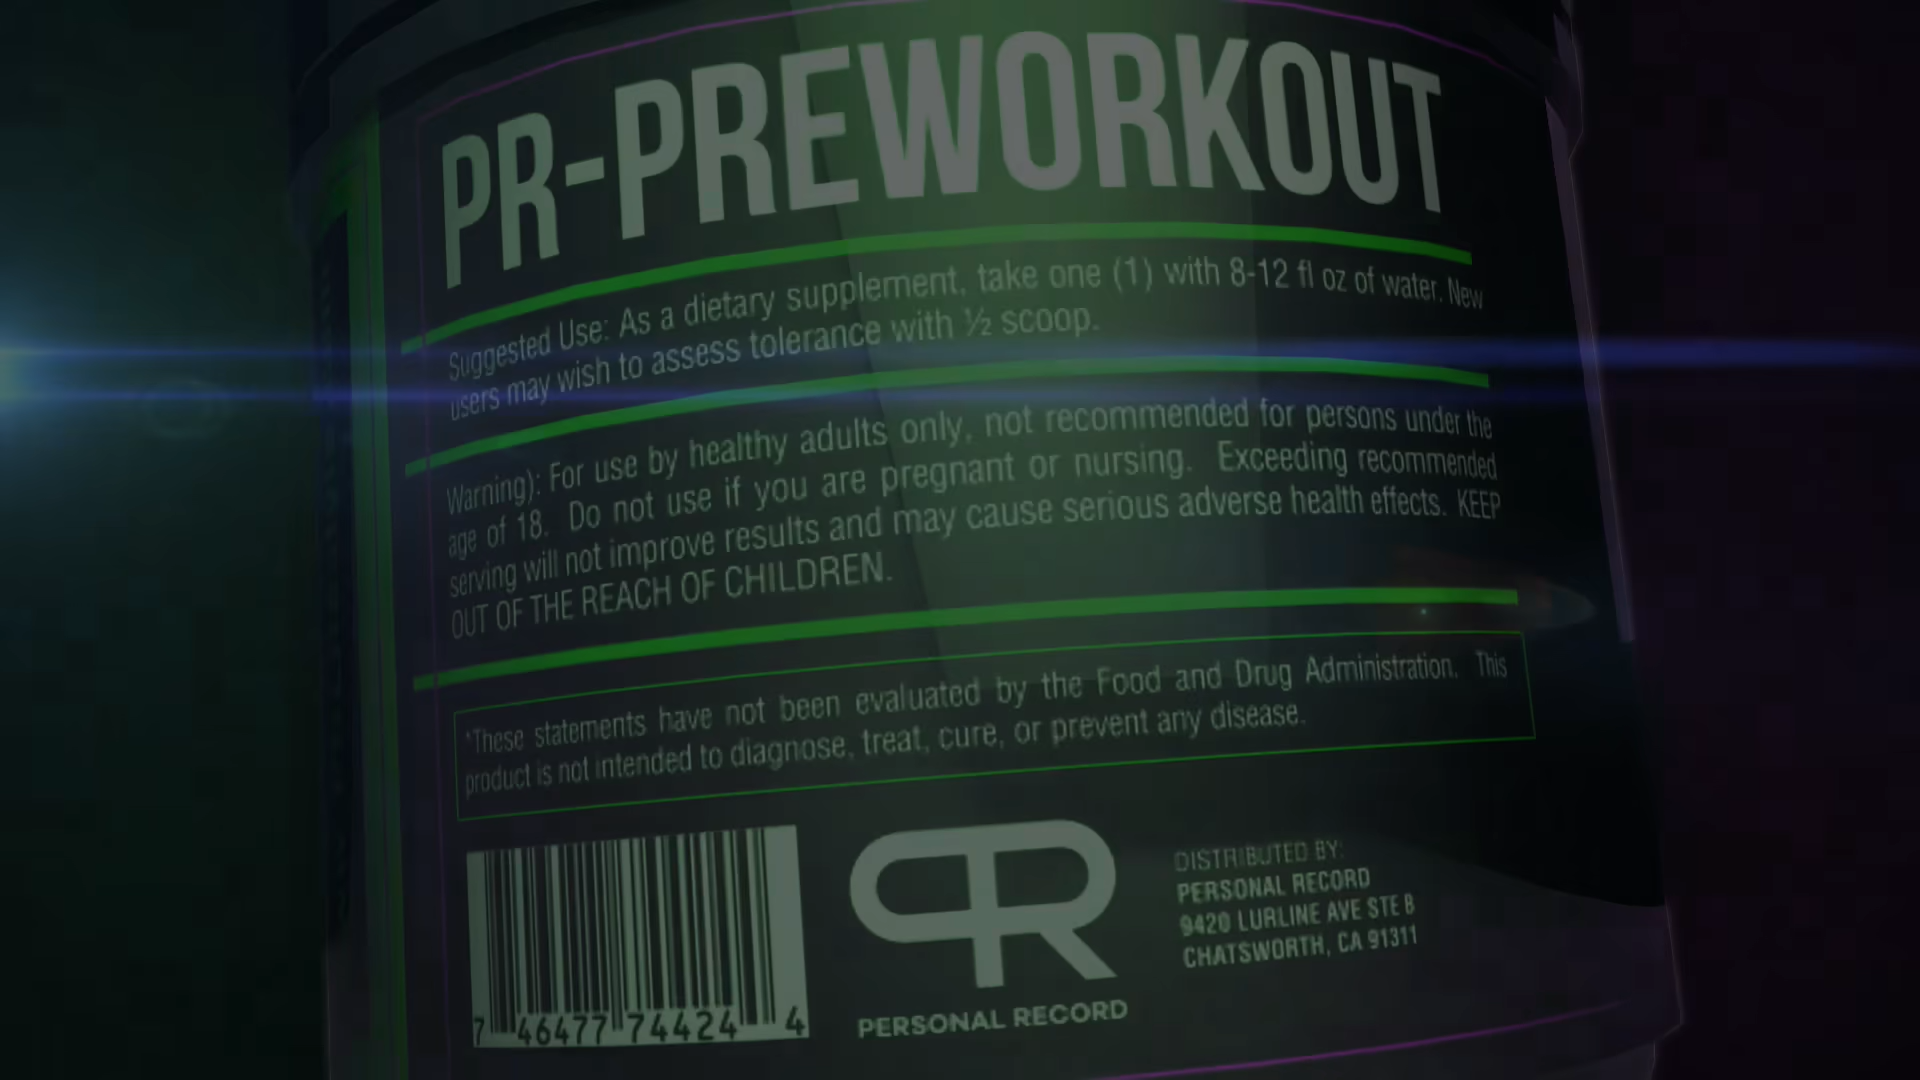 PR-PREWORKOUT
Suggested Use: As a dietary supplement, take one (1) with 8-12 fl oz of water. New
users may wish to assess tolerance with ½ scoop.
Warning): For use by healthy adults only, not recommended for persons under the
age of 18. Do not use if you are pregnant or nursing. Exceeding recommended
serving will not improve results and may cause serious adverse health effects. KEEP
OUT OF THE REACH OF CHILDREN.
*These statements have not been evaluated by the Food and Drug Administration. This
product is not intended to diagnose, treat, cure, or prevent any disease.
7 46477 74424 4
PR
PERSONAL RECORD
DISTRIBUTED BY:
PERSONAL RECORD
9420 LURLINE AVE STE B
CHATSWORTH, CA 91311